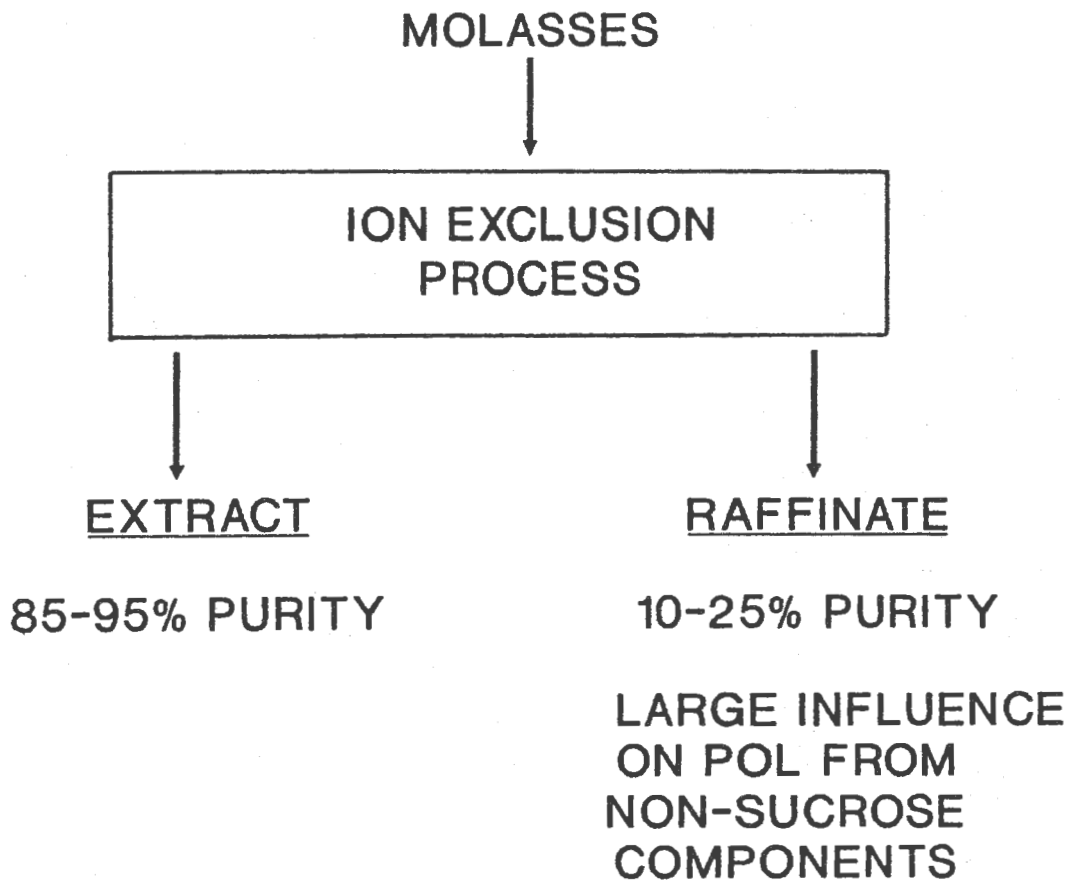 MOLASSES
ION EXCLUSION
PROCESS
EXTRACT
RAFFINATE
85-95% PURITY
10-25% PURITY
LARGE INFLUENCE
ON POL FROM
NON-SUCROSE
COMPONENTS